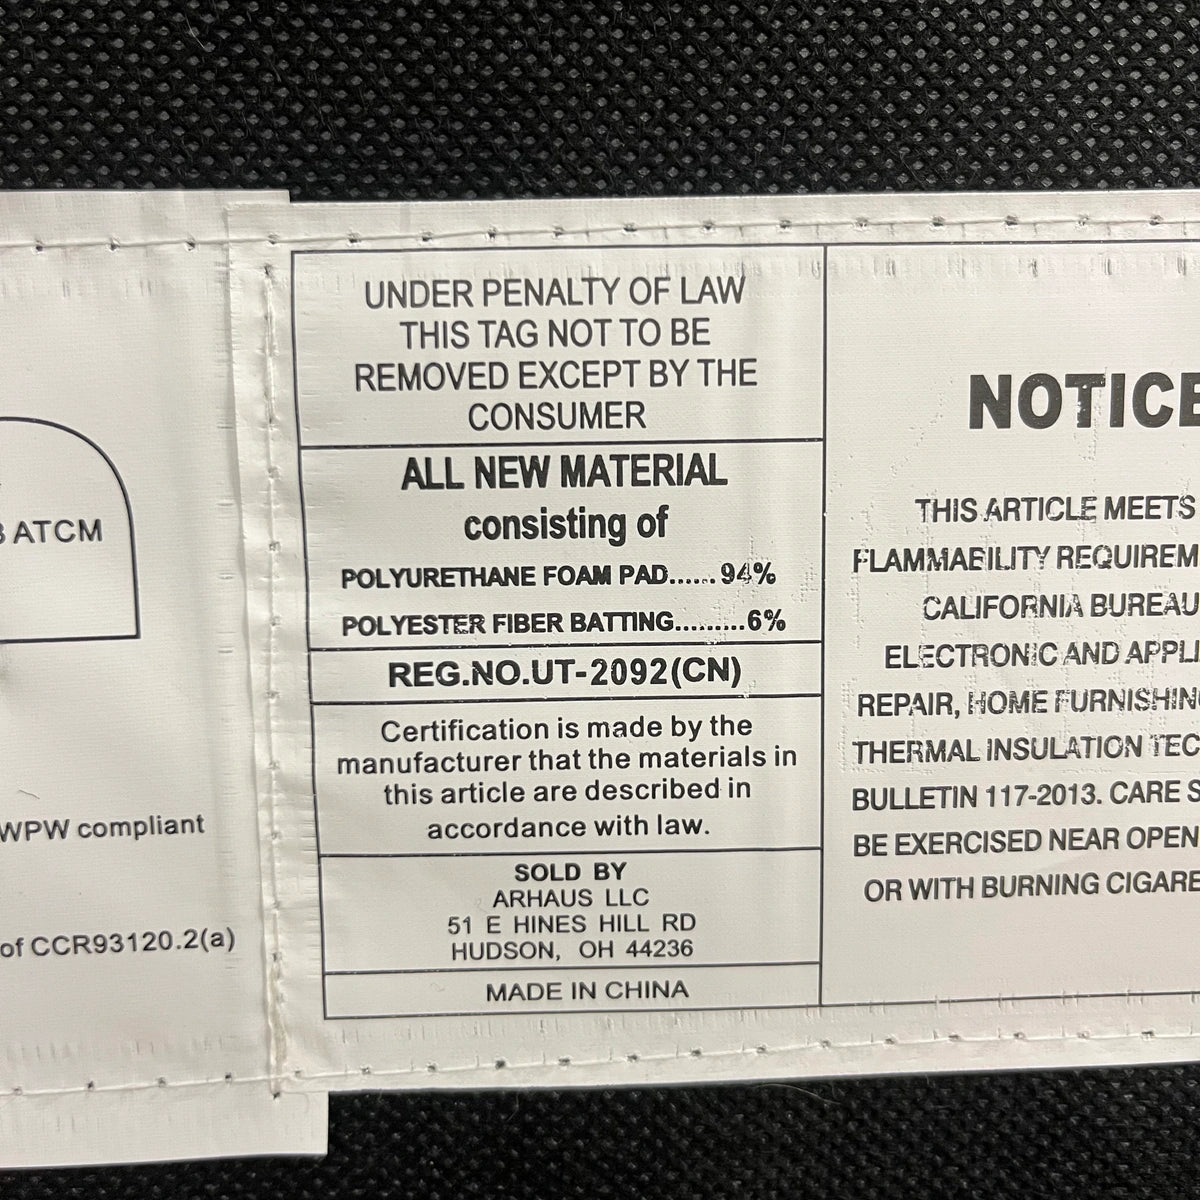 ATCM
WPW compliant
of CCR93120.2(a)
UNDER PENALTY OF LAW
THIS TAG NOT TO BE
REMOVED EXCEPT BY THE
CONSUMER
ALL NEW MATERIAL
consisting of
POLYURETHANE FOAM PAD......94%
POLYESTER FIBER BATTING.........6%
REG.NO.UT-2092(CN)
Certification is made by the
manufacturer that the materials in
this article are described in
accordance with law.
SOLD BY
ARHAUS LLC
51 E HINES HILL RD
HUDSON, OH 44236
MADE IN CHINA
NOTICE
THIS ARTICLE MEETS
FLAMMABILITY REQUIREM
CALIFORNIA BUREAU
ELECTRONIC AND APPLI
REPAIR, HOME FURNISHING
THERMAL INSULATION TEC
BULLETIN 117-2013. CARE S
BE EXERCISED NEAR OPEN
OR WITH BURNING CIGARE